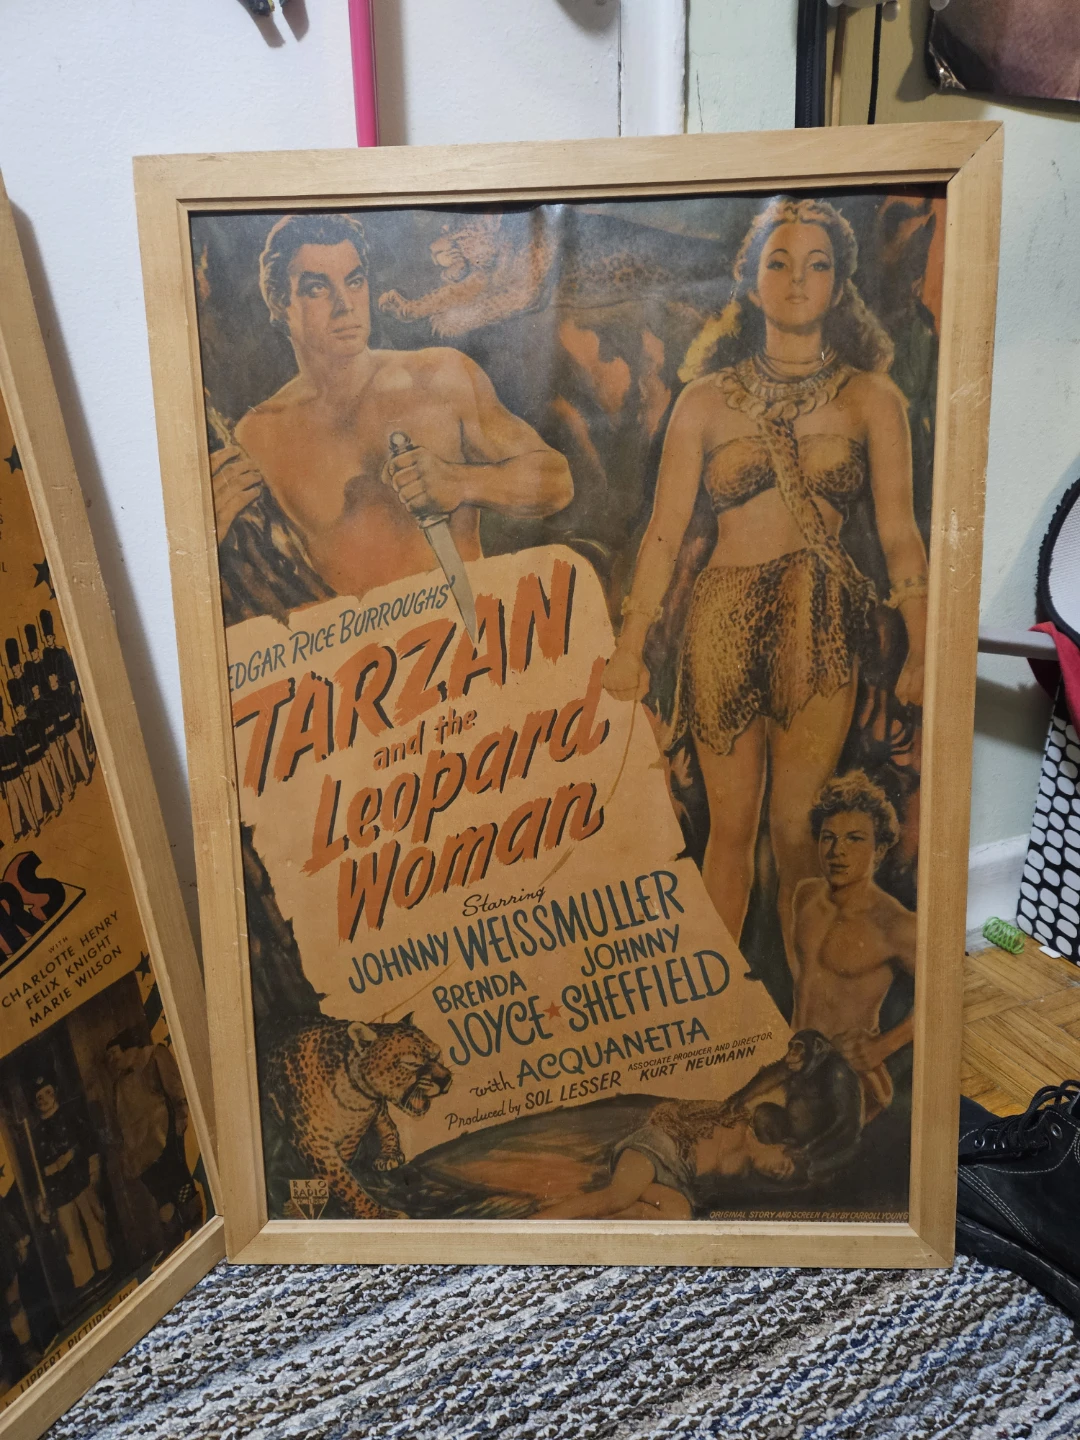 EDGAR RICE BURROUGHS'
TARZAN
and the
Leopard
Woman
Starring
JOHNNY WEISSMULLER
BRENDA JOYCE ★ JOHNNY SHEFFIELD
with ACQUANETTA
Produced by SOL LESSER
ASSOCIATE PRODUCER AND DIRECTOR
KURT NEUMANN
RKO
RADIO
ORIGINAL STORY AND SCREEN PLAY BY CARROLL YOUNG
RS
WITH
CHARLOTTE HENRY
FELIX KNIGHT
MARIE WILSON
LIPPERT PICTURES